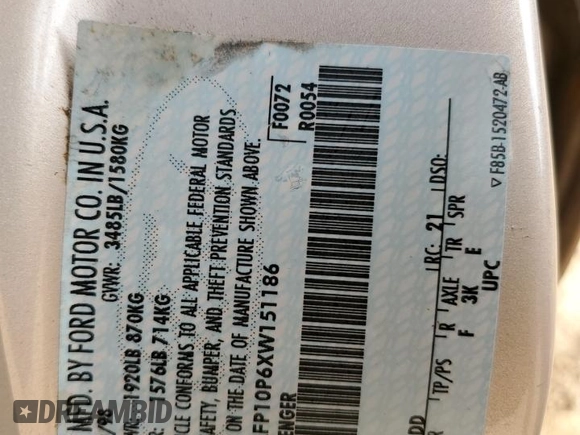 MFD BY FORD MOTOR CO. IN U.S.A.
/98 GVWR: 3485LB/1580KG
1920LB 870KG
1576LB 714KG
CLE CONFORMS TO ALL APPLICABLE FEDERAL MOTOR
AFETY, BUMPER, AND THEFT PREVENTION STANDARDS
ON THE DATE OF MANUFACTURE SHOWN ABOVE.
FP10P6XW151186 F0072
ENGER R0054
RC: 21 DSO:
TP/PS R AXLE TR SPR
F 3K E
UPC
▽ F85B-1520472-AB
RIDESAFELY